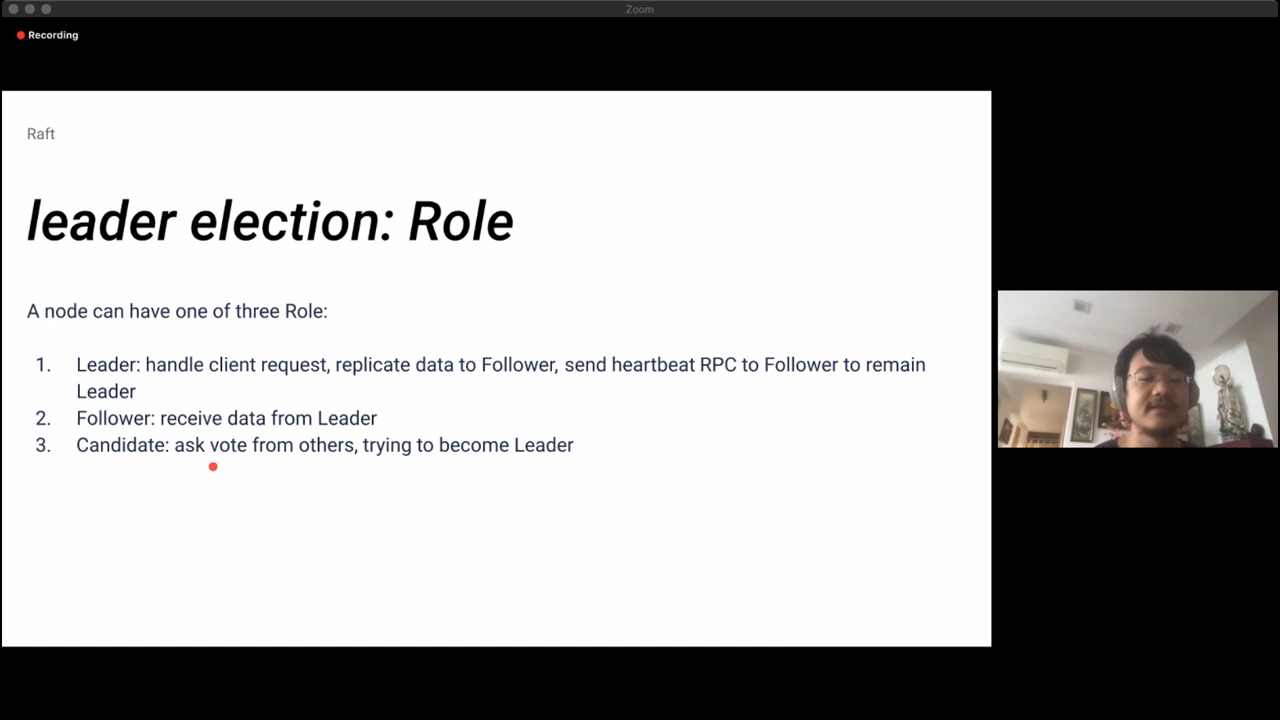 Zoom
Recording
Raft
leader election: Role
A node can have one of three Role:
1. Leader: handle client request, replicate data to Follower, send heartbeat RPC to Follower to remain
Leader
2. Follower: receive data from Leader
3. Candidate: ask vote from others, trying to become Leader